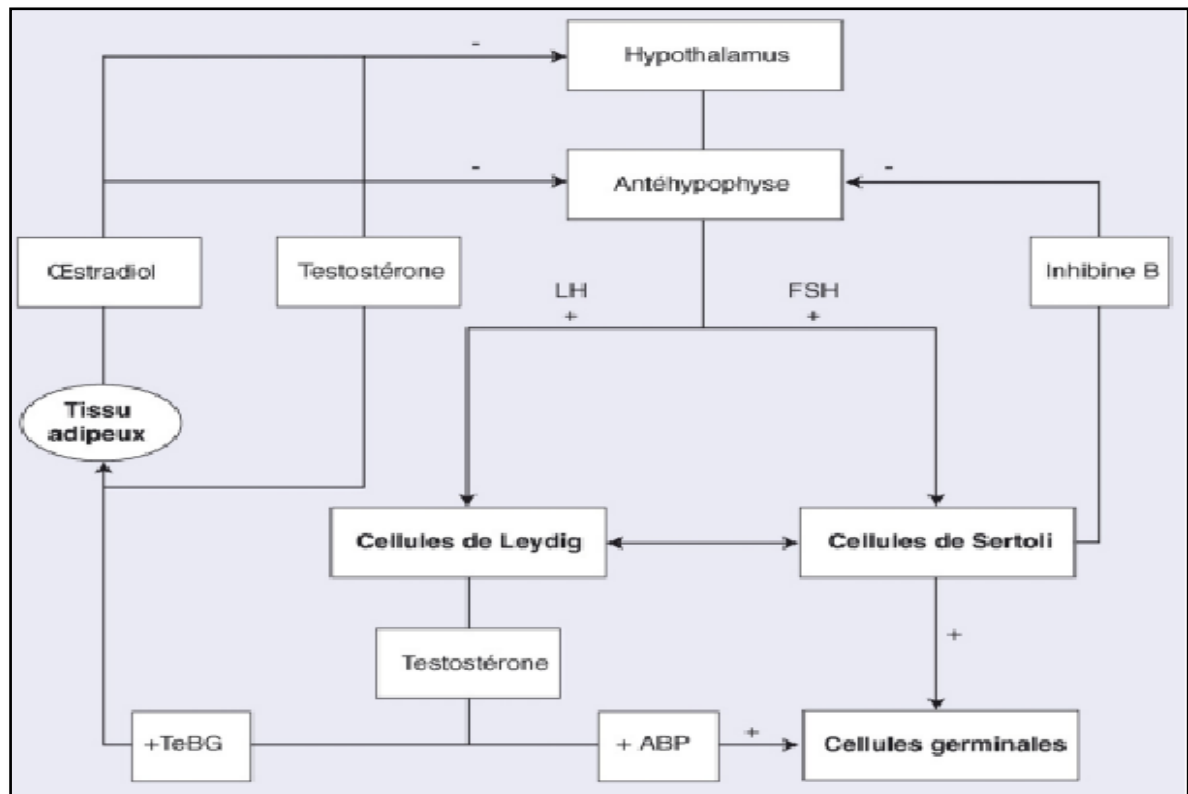 -
Hypothalamus
-
Antéhypophyse
-
Œstradiol
Testostérone
Inhibine B
LH
+
FSH
+
Tissu
adipeux
Cellules de Leydig
Cellules de Sertoli
+
Testostérone
+TeBG
+ ABP
+
Cellules germinales